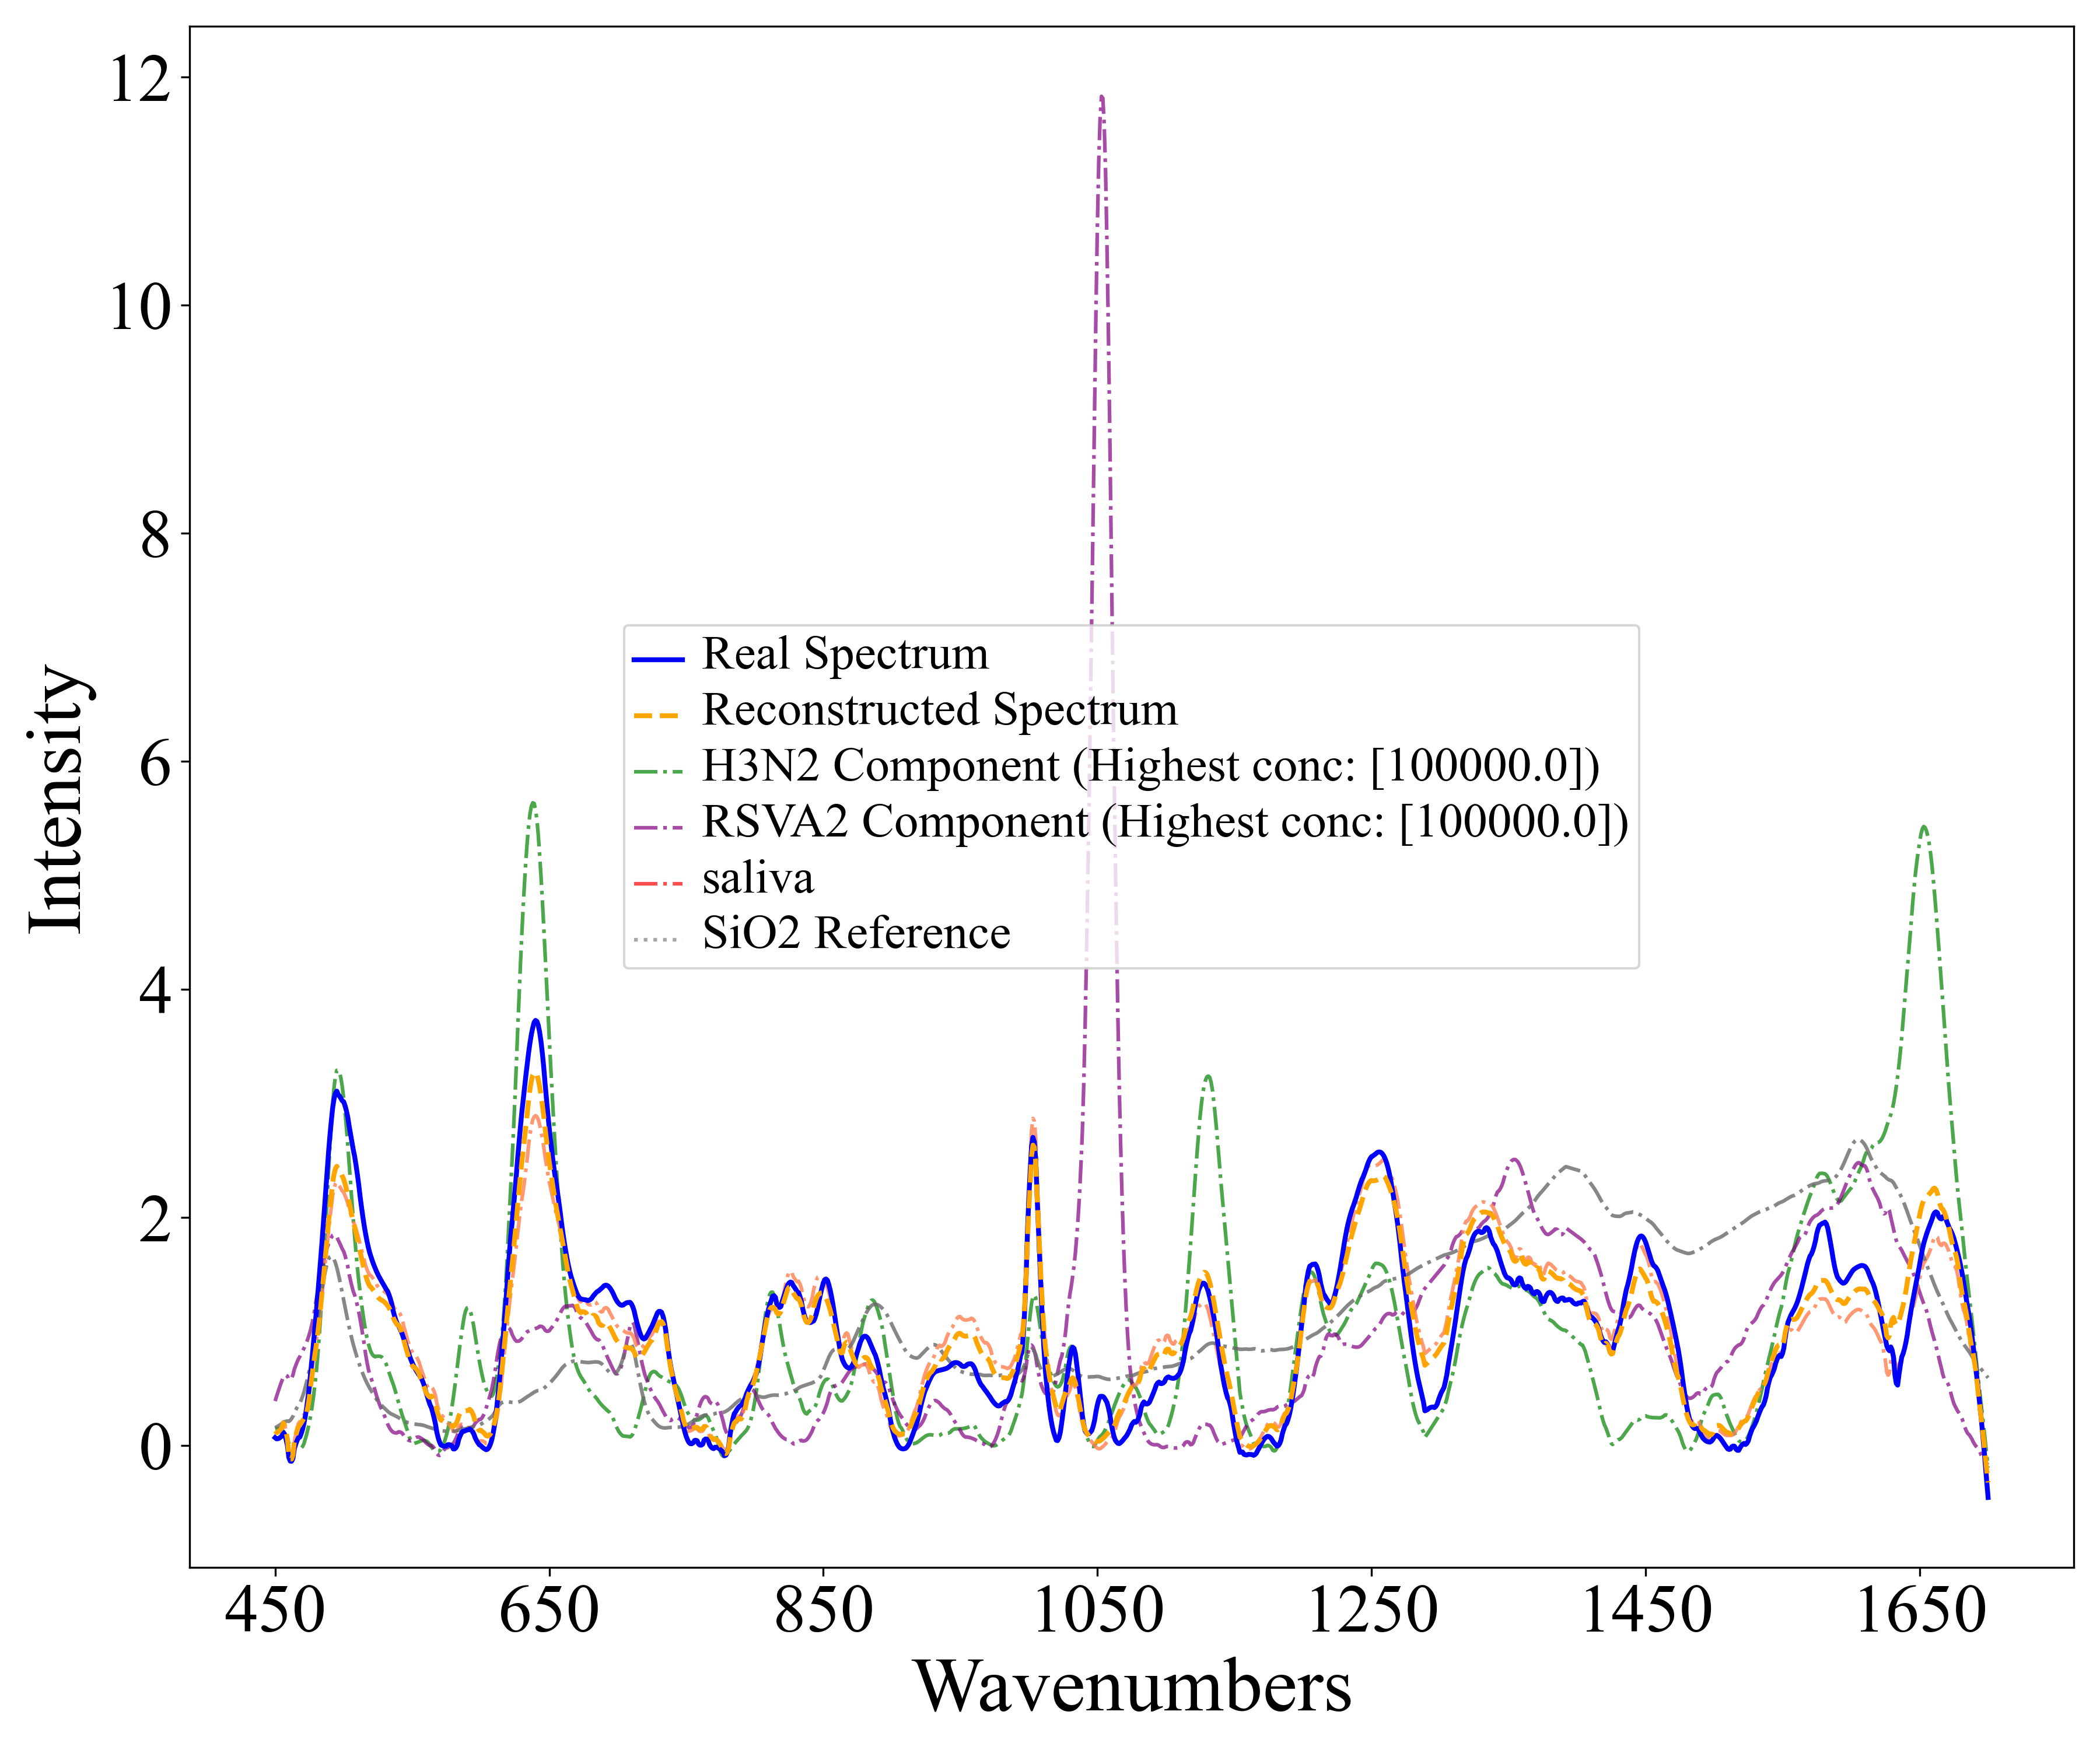 12
10
8
6
4
2
0
Intensity
Real Spectrum
Reconstructed Spectrum
H3N2 Component (Highest conc: [100000.0])
RSVA2 Component (Highest conc: [100000.0])
saliva
SiO2 Reference
450 650 850 1050 1250 1450 1650
Wavenumbers